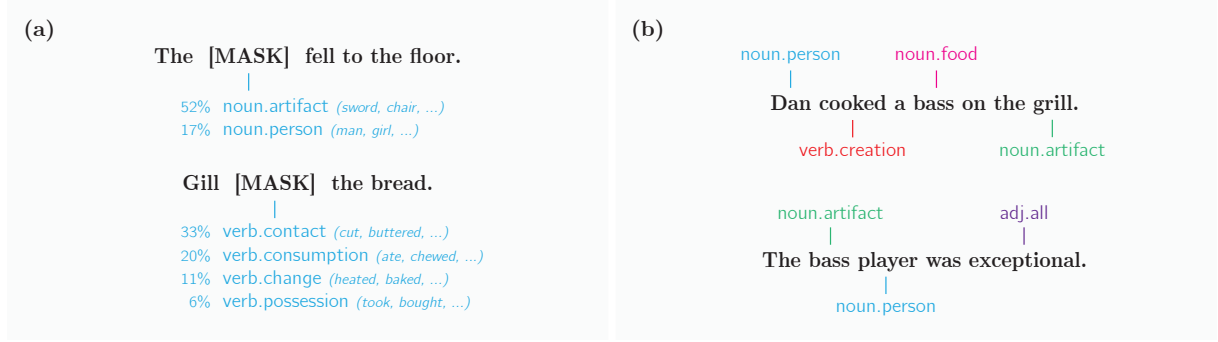 (a)
The [MASK] fell to the floor.
52% noun.artifact (sword, chair, ...)
17% noun.person (man, girl, ...)
Gill [MASK] the bread.
33% verb.contact (cut, buttered, ...)
20% verb.consumption (ate, chewed, ...)
11% verb.change (heated, baked, ...)
6% verb.possession (took, bought, ...)
(b)
noun.person noun.food
Dan cooked a bass on the grill.
verb.creation noun.artifact
noun.artifact adj.all
The bass player was exceptional.
noun.person